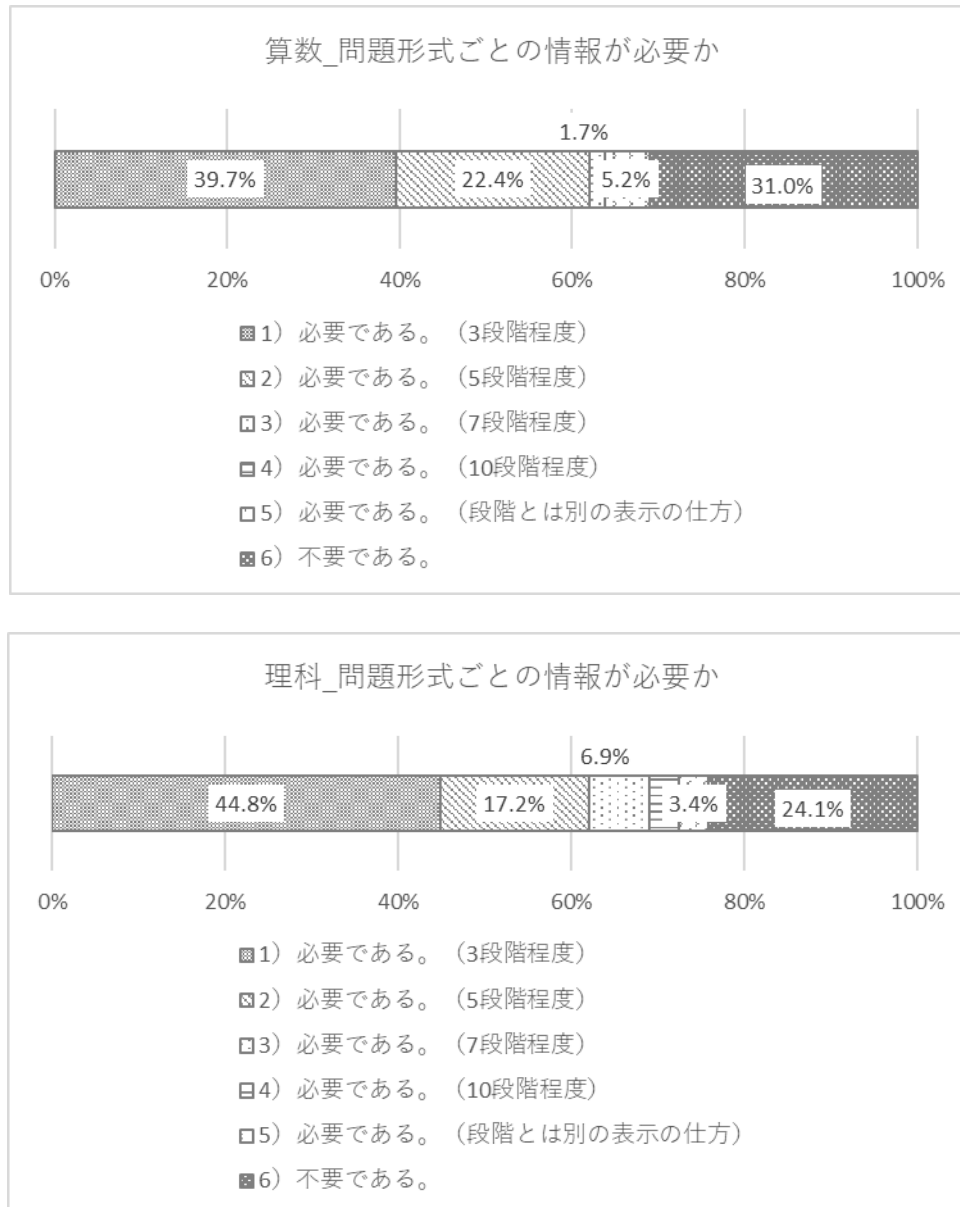 算数_問題形式ごとの情報が必要か
1.7%
39.7% 22.4% 5.2% 31.0%
0% 20% 40% 60% 80% 100%
1）必要である。（3段階程度）
2）必要である。（5段階程度）
3）必要である。（7段階程度）
4）必要である。（10段階程度）
5）必要である。（段階とは別の表示の仕方）
6）不要である。
理科_問題形式ごとの情報が必要か
6.9%
44.8% 17.2% 3.4% 24.1%
0% 20% 40% 60% 80% 100%
1）必要である。（3段階程度）
2）必要である。（5段階程度）
3）必要である。（7段階程度）
4）必要である。（10段階程度）
5）必要である。（段階とは別の表示の仕方）
6）不要である。